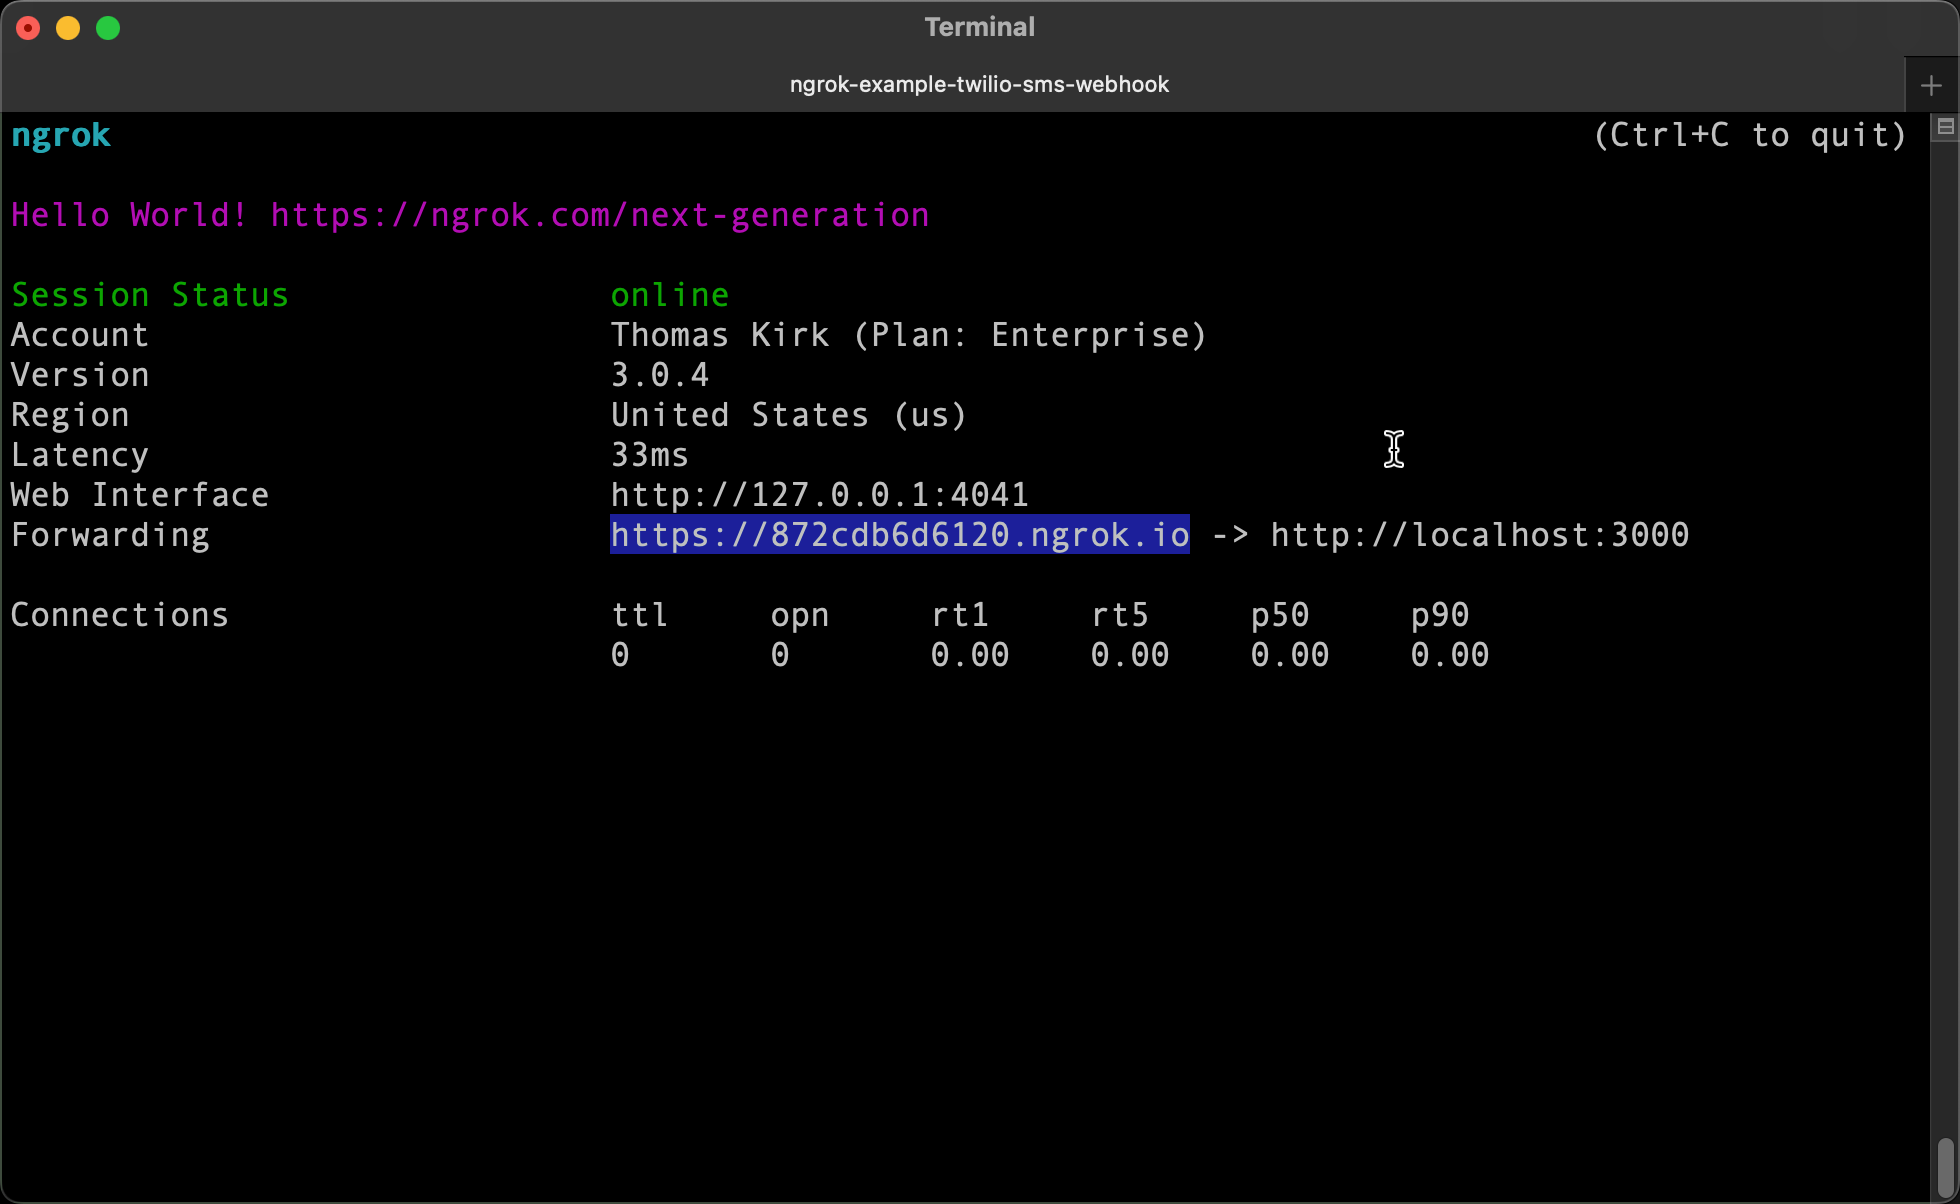 Terminal
ngrok-example-twilio-sms-webhook
ngrok (Ctrl+C to quit)
Hello World! https://ngrok.com/next-generation
Session Status online
Account Thomas Kirk (Plan: Enterprise)
Version 3.0.4
Region United States (us)
Latency 33ms
Web Interface http://127.0.0.1:4041
Forwarding https://872cdb6d6120.ngrok.io -> http://localhost:3000
Connections ttl opn rt1 rt5 p50 p90
0 0 0.00 0.00 0.00 0.00